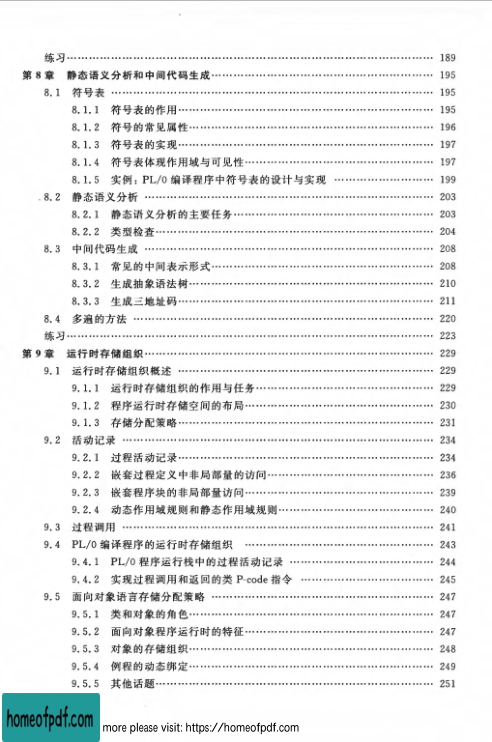 练习…………………………………………………………………… 189
第8章 静态语义分析和中间代码生成…………………………………… 195
8.1 符号表 …………………………………………………………… 195
8.1.1 符号表的作用……………………………………………… 195
8.1.2 符号的常见属性…………………………………………… 196
8.1.3 符号表的实现……………………………………………… 197
8.1.4 符号表体现作用域与可见性……………………………… 197
8.1.5 实例:PL/0 编译程序中符号表的设计与实现 …………… 199
8.2 静态语义分析 …………………………………………………… 203
8.2.1 静态语义分析的主要任务………………………………… 203
8.2.2 类型检查…………………………………………………… 204
8.3 中间代码生成 …………………………………………………… 208
8.3.1 常见的中间表示形式……………………………………… 208
8.3.2 生成抽象语法树…………………………………………… 210
8.3.3 生成三地址码……………………………………………… 211
8.4 多遍的方法 ……………………………………………………… 220
练习…………………………………………………………………… 223
第9章 运行时存储组织………………………………………………… 229
9.1 运行时存储组织概述 …………………………………………… 229
9.1.1 运行时存储组织的作用与任务…………………………… 229
9.1.2 程序运行时存储空间的布局……………………………… 230
9.1.3 存储分配策略……………………………………………… 231
9.2 活动记录 ………………………………………………………… 234
9.2.1 过程活动记录……………………………………………… 234
9.2.2 嵌套过程定义中非局部量的访问………………………… 236
9.2.3 嵌套程序块的非局部量访问……………………………… 239
9.2.4 动态作用域规则和静态作用域规则……………………… 240
9.3 过程调用 ………………………………………………………… 241
9.4 PL/0 编译程序的运行时存储组织 ……………………………… 243
9.4.1 PL/0 程序运行栈中的过程活动记录 …………………… 244
9.4.2 实现过程调用和返回的类 P-code 指令 ………………… 245
9.5 面向对象语言存储分配策略 …………………………………… 247
9.5.1 类和对象的角色…………………………………………… 247
9.5.2 面向对象程序运行时的特征……………………………… 247
9.5.3 对象的存储组织…………………………………………… 248
9.5.4 例程的动态绑定…………………………………………… 249
9.5.5 其他话题…………………………………………………… 251
homeofpdf.com more please visit: https://homeofpdf.com